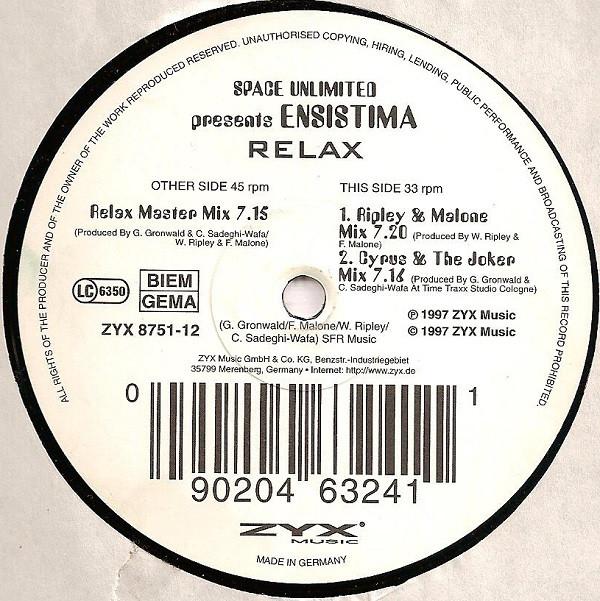 ALL RIGHTS OF THE PRODUCER AND OF THE OWNER OF THE WORK REPRODUCED RESERVED. UNAUTHORISED COPYING, HIRING, LENDING, PUBLIC PERFORMANCE AND BROADCASTING OF THIS RECORD PROHIBITED.
SPACE UNLIMITED
presents ENSISTIMA
RELAX
OTHER SIDE 45 rpm
Relax Master Mix 7.15
(Produced By G. Gronwald & C. Sadeghi-Wafa/
W. Ripley & F. Malone)
THIS SIDE 33 rpm
1. Ripley & Malone
Mix 7.20 (Produced By W. Ripley &
F. Malone)
2. Cyrus & The Joker
Mix 7.16 (Produced By G. Gronwald &
C. Sadeghi-Wafa At Time Traxx Studio Cologne)
LC 6350
BIEM
GEMA
ZYX 8751-12
(G. Gronwald/F. Malone/W. Ripley/
C. Sadeghi-Wafa) SFR Music
℗ 1997 ZYX Music
© 1997 ZYX Music
ZYX Music GmbH & Co. KG, Benzstr.-Industriegebiet
35799 Merenberg, Germany • Internet: http://www.zyx.de
0 90204 63241 1
ZYX®
MUSIC
MADE IN GERMANY